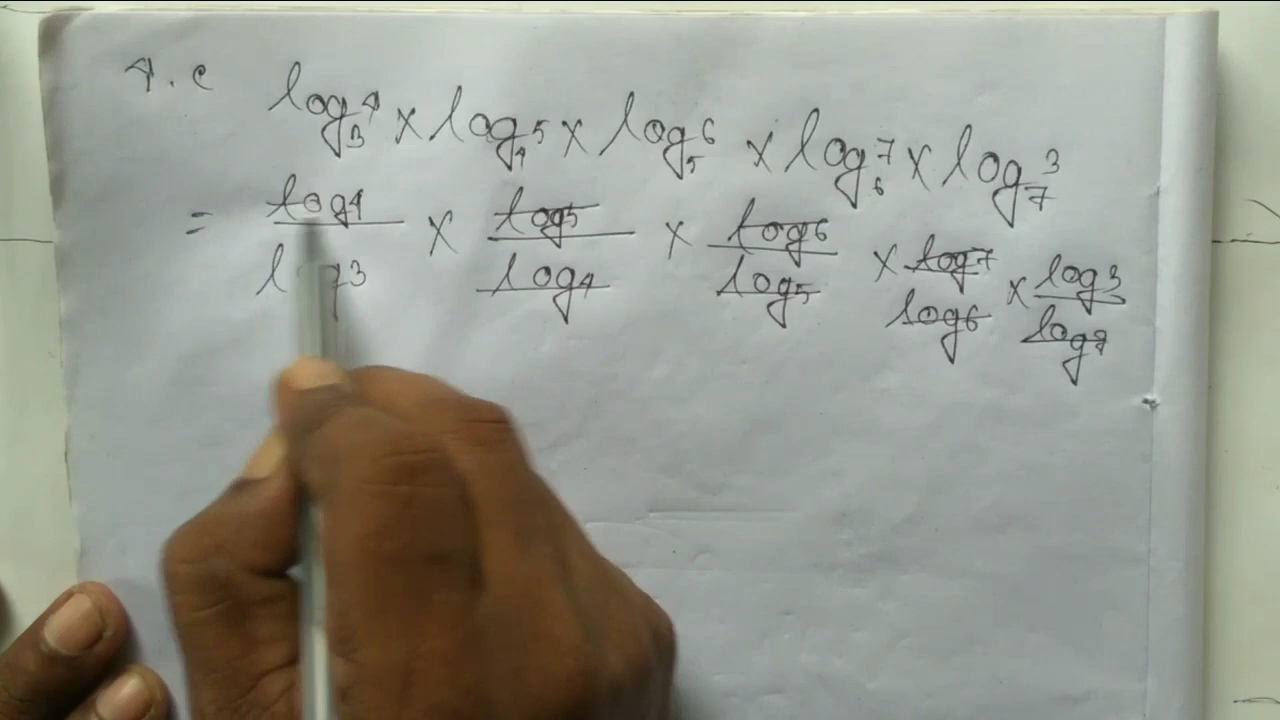 4. c log₃⁴ × log₄⁵ × log₅⁶ × log₆⁷ × log₇³
= log4/log3 × log5/log4 × log6/log5 × log7/log6 × log3/log7